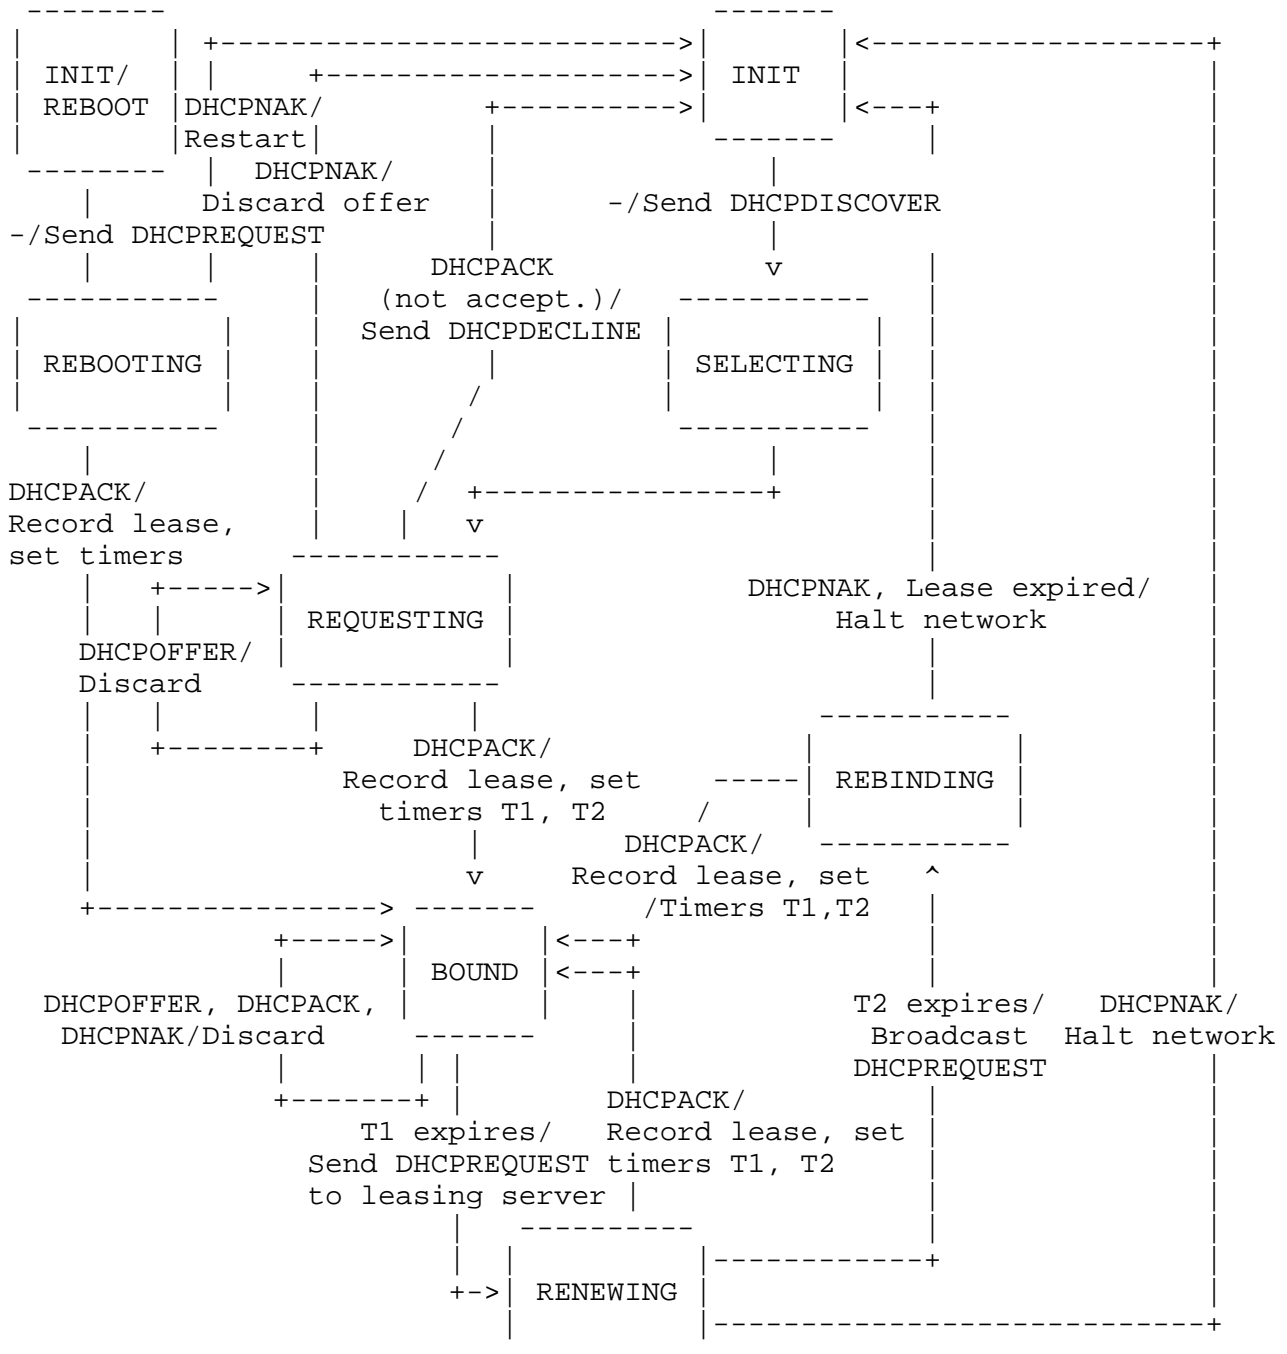 INIT/ INIT
REBOOT DHCPNAK/
Restart
DHCPNAK/
Discard offer -/Send DHCPDISCOVER
-/Send DHCPREQUEST
DHCPACK
(not accept.)/
Send DHCPDECLINE
REBOOTING SELECTING
DHCPACK/
Record lease,
set timers
DHCPNAK, Lease expired/
REQUESTING Halt network
DHCPOFFER/
Discard
DHCPACK/
Record lease, set REBINDING
timers T1, T2
DHCPACK/
Record lease, set
/Timers T1,T2
BOUND
DHCPOFFER, DHCPACK, T2 expires/ DHCPNAK/
DHCPNAK/Discard Broadcast Halt network
DHCPREQUEST
DHCPACK/
T1 expires/ Record lease, set
Send DHCPREQUEST timers T1, T2
to leasing server
RENEWING